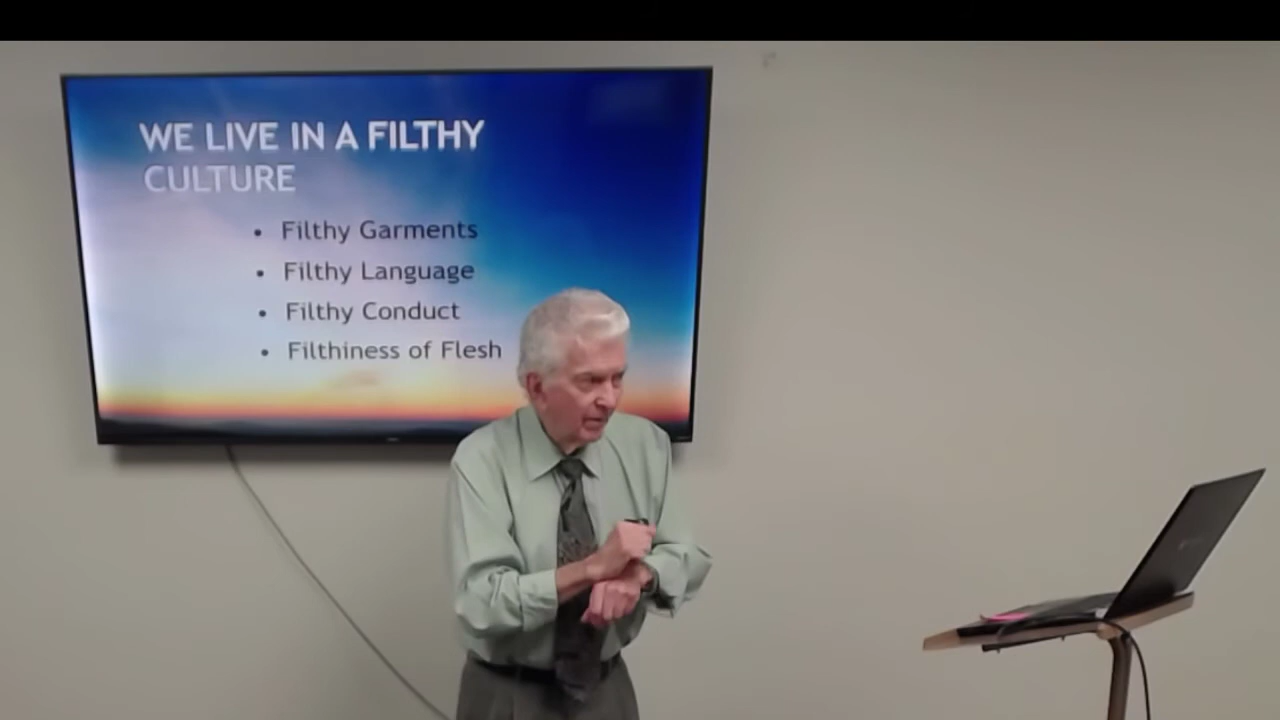 WE LIVE IN A FILTHY
CULTURE
• Filthy Garments
• Filthy Language
• Filthy Conduct
• Filthiness of Flesh